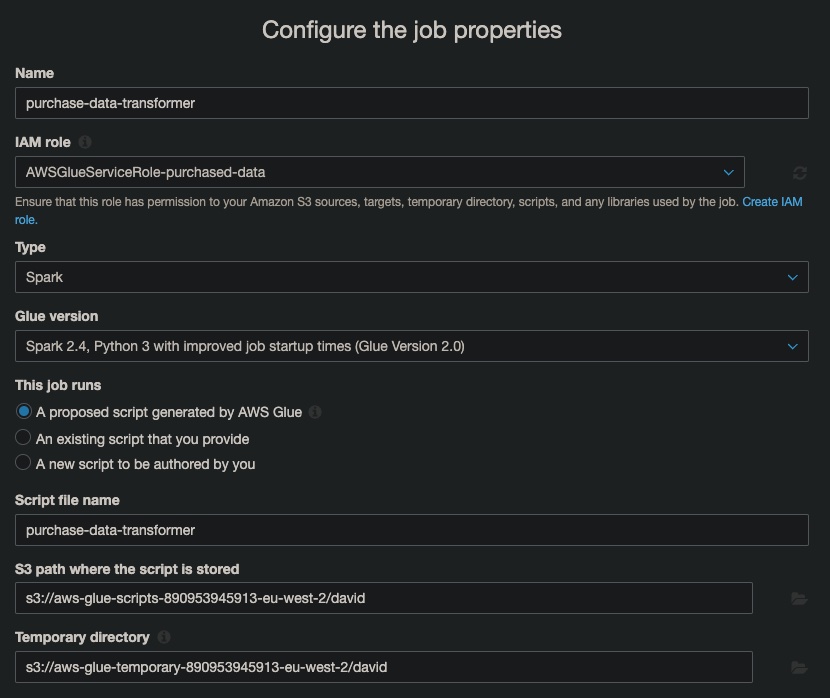 Configure the job properties
Name
purchase-data-transformer
IAM role
AWSGlueServiceRole-purchased-data
Ensure that this role has permission to your Amazon S3 sources, targets, temporary directory, scripts, and any libraries used by the job. Create IAM
role.
Type
Spark
Glue version
Spark 2.4, Python 3 with improved job startup times (Glue Version 2.0)
This job runs
A proposed script generated by AWS Glue
An existing script that you provide
A new script to be authored by you
Script file name
purchase-data-transformer
S3 path where the script is stored
s3://aws-glue-scripts-890953945913-eu-west-2/david
Temporary directory
s3://aws-glue-temporary-890953945913-eu-west-2/david